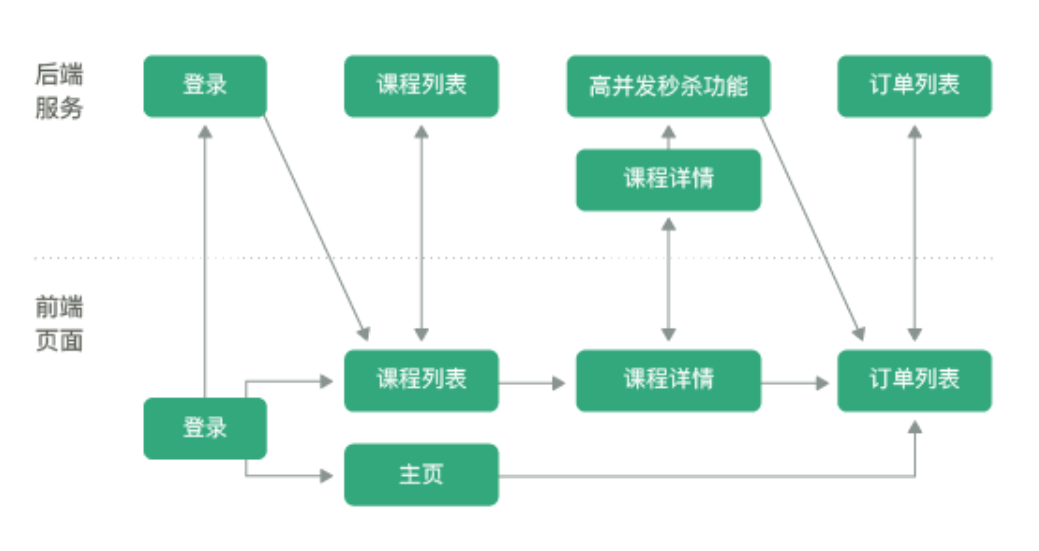 后端
服务
登录
课程列表
高并发秒杀功能
订单列表
课程详情
前端
页面
课程列表
课程详情
订单列表
登录
主页